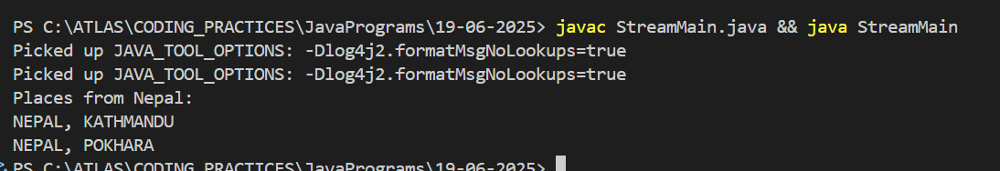 PS C:\ATLAS\CODING_PRACTICES\JavaPrograms\19-06-2025> javac StreamMain.java && java StreamMain
Picked up JAVA_TOOL_OPTIONS: -Dlog4j2.formatMsgNoLookups=true
Picked up JAVA_TOOL_OPTIONS: -Dlog4j2.formatMsgNoLookups=true
Places from Nepal:
NEPAL, KATHMANDU
NEPAL, POKHARA
PS C:\ATLAS\CODING_PRACTICES\JavaPrograms\19-06-2025>